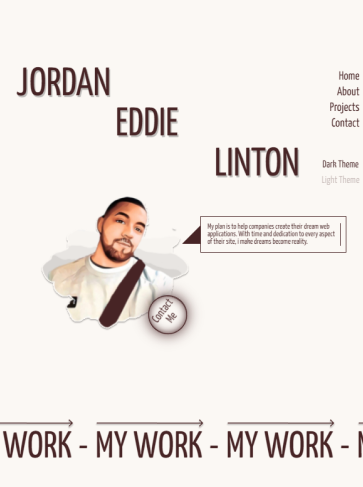 JORDAN
EDDIE
LINTON
Home
About
Projects
Contact
Dark Theme
Light Theme
My plan is to help companies create their dream web
applications. With time and dedication to every aspect
of their site, i make dreams become reality.
Contact
Me
WORK - MY WORK - MY WORK -